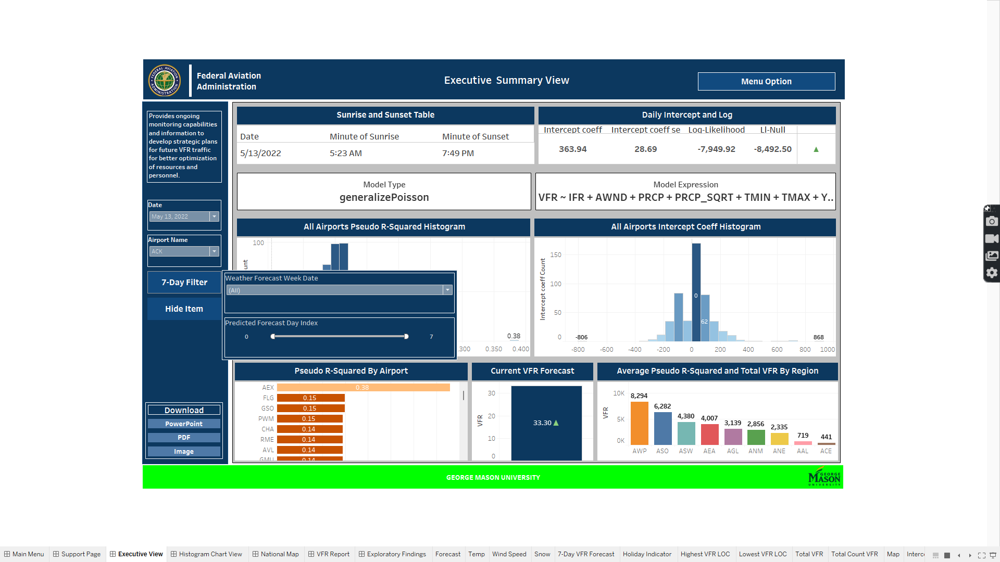 Federal Aviation
Administration
Executive  Summary View
Menu Option
Provides ongoing
monitoring capabilities
and information to
develop strategic plans
for future VFR traffic
for better optimization
of resources and
personnel.
Date
May 13, 2022
Airport Name
ACK
7-Day Filter
Hide Item
Download
PowerPoint
PDF
Image
Sunrise and Sunset Table
Date Minute of Sunrise Minute of Sunset
5/13/2022 5:23 AM 7:49 PM
Daily Intercept and Log
Intercept coeff Intercept coeff se Log-Likelihood Ll-Null
363.94 28.69 -7,949.92 -8,492.50 ▲
Model Type
generalizePoisson
Model Expression
VFR ~ IFR + AWND + PRCP + PRCP_SQRT + TMIN + TMAX + Y..
All Airports Pseudo R-Squared Histogram
100
unt
0.38
.300 0.350 0.400
Weather Forecast Week Date
(All)
Predicted Forecast Day Index
0 7
All Airports Intercept Coeff Histogram
Intercept coeff Count
150
100
50
0
0
62
-806 868
-800 -600 -400 -200 0 200 400 600 800 1000
Pseudo R-Squared By Airport
AEX 0.38
FLG 0.15
GSO 0.15
PWM 0.15
CHA 0.14
RME 0.14
AVL 0.14
GMU 0.14
Current VFR Forecast
VFR
30
20
10
0
33.30 ▲
Average Pseudo R-Squared and Total VFR By Region
VFR
10K
5K
0K
8,294 6,282 4,380 4,007 3,139 2,856 2,335 719 441
AWP ASO ASW AEA AGL ANM ANE AAL ACE
GEORGE MASON UNIVERSITY
GEORGE
MASON
UNIVERSITY
Main Menu Support Page Executive View Histogram Chart View National Map VFR Report Exploratory Findings Forecast Temp Wind Speed Snow 7-Day VFR Forecast Holiday Indicator Highest VFR LOC Lowest VFR LOC Total VFR Total Count VFR Map Interc